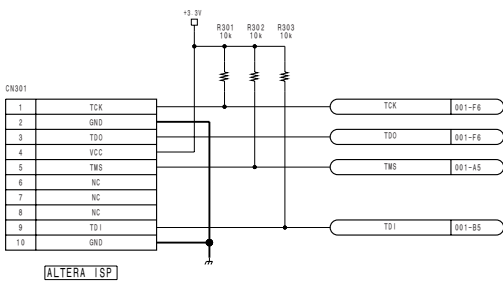 +3.3V
R301 R302 R303
10k 10k 10k
CN301
1 TCK TCK 001-F6
2 GND
3 TDO TDO 001-F6
4 VCC
5 TMS TMS 001-A5
6 NC
7 NC
8 NC
9 TDI TDI 001-B5
10 GND
ALTERA ISP